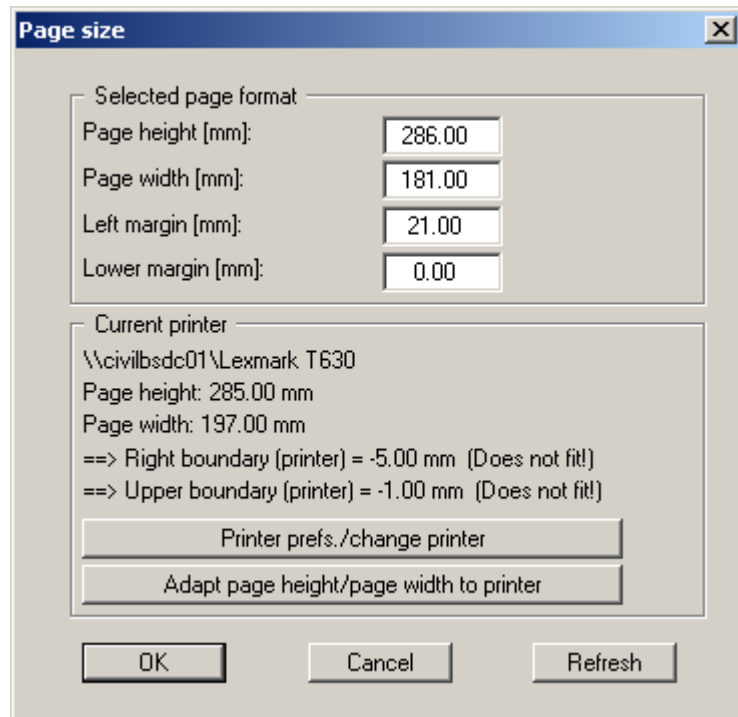 Page size
Selected page format
Page height [mm]: 286.00
Page width [mm]: 181.00
Left margin [mm]: 21.00
Lower margin [mm]: 0.00
Current printer
\\civilbsdc01\Lexmark T630
Page height: 285.00 mm
Page width: 197.00 mm
==> Right boundary (printer) = -5.00 mm (Does not fit!)
==> Upper boundary (printer) = -1.00 mm (Does not fit!)
Printer prefs./change printer
Adapt page height/page width to printer
OK Cancel Refresh